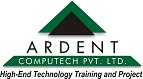 ARDENT
COMPUTECH PVT. LTD.
High-End Technology Training and Project